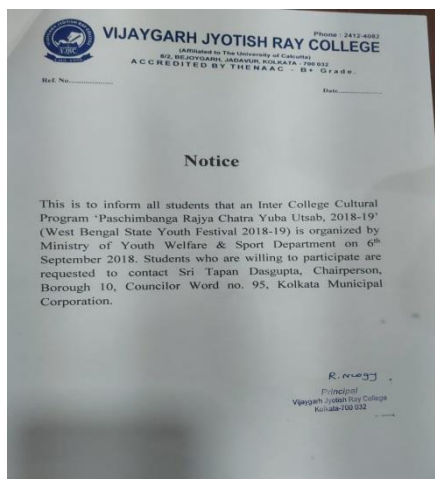 VIJAYGARH JYOTISH RAY COLLEGE
Phone : 2412-4082
(Affiliated to The University of Calcutta)
8/2, BEJOYGARH, JADAVUR, KOLKATA - 700 032
ACCREDITED BY THE NAAC - B+ Grade.
Ref. No....................
Date....................
Notice
This is to inform all students that an Inter College Cultural
Program 'Paschimbanga Rajya Chatra Yuba Utsab, 2018-19'
(West Bengal State Youth Festival 2018-19) is organized by
Ministry of Youth Welfare & Sport Department on 6th
September 2018. Students who are willing to participate are
requested to contact Sri Tapan Dasgupta, Chairperson,
Borough 10, Councilor Word no. 95, Kolkata Municipal
Corporation.
Principal
Vijaygarh Jyotish Ray College
Kolkata-700 032